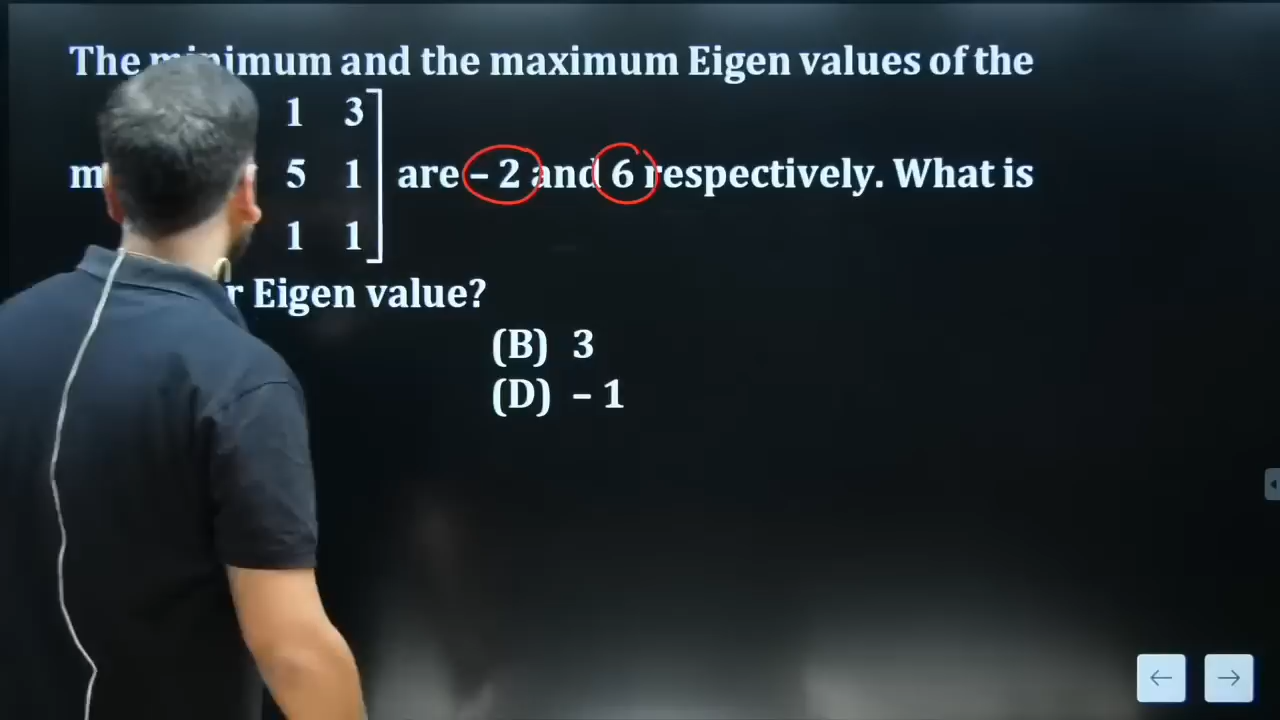 The minimum and the maximum Eigen values of the
1 3
5 1 are – 2 and 6 respectively. What is
1 1
Eigen value?
(B) 3
(D) – 1